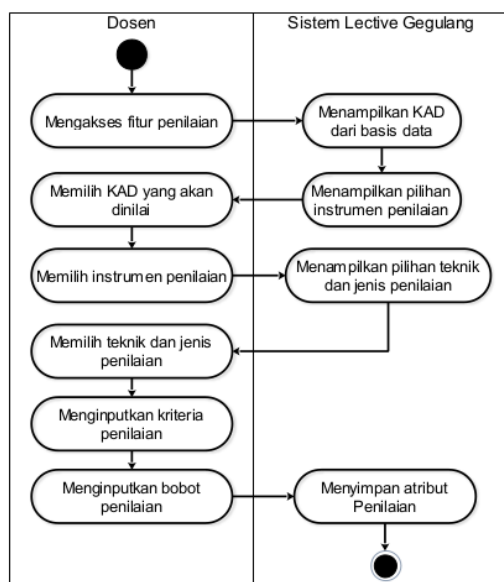 Dosen
Sistem Lective Gegulang
Mengakses fitur penilaian
Menampilkan KAD
dari basis data
Memilih KAD yang akan
dinilai
Menampilkan pilihan
instrumen penilaian
Memilih instrumen penilaian
Menampilkan pilihan teknik
dan jenis penilaian
Memilih teknik dan jenis
penilaian
Menginputkan kriteria
penilaian
Menginputkan bobot
penilaian
Menyimpan atribut
Penilaian